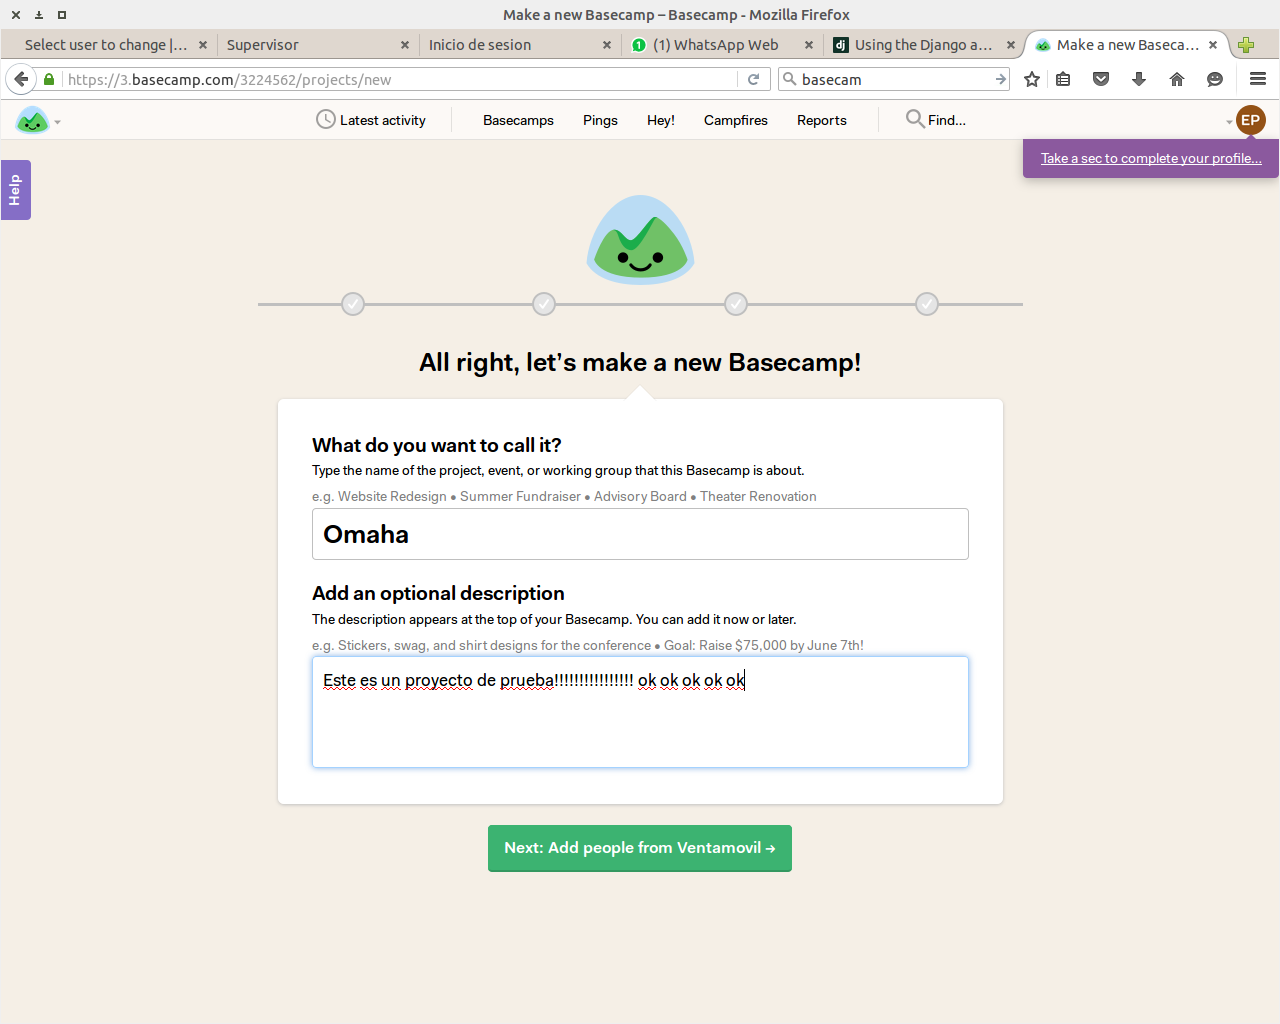 Make a new Basecamp – Basecamp - Mozilla Firefox
Select user to change |... Supervisor Inicio de sesion 1 (1) WhatsApp Web dj Using the Django a... Make a new Baseca...
https://3.basecamp.com/3224562/projects/new basecam
Latest activity Basecamps Pings Hey! Campfires Reports Find... EP
Take a sec to complete your profile...
Help
All right, let’s make a new Basecamp!
What do you want to call it?
Type the name of the project, event, or working group that this Basecamp is about.
e.g. Website Redesign • Summer Fundraiser • Advisory Board • Theater Renovation
Omaha
Add an optional description
The description appears at the top of your Basecamp. You can add it now or later.
e.g. Stickers, swag, and shirt designs for the conference • Goal: Raise $75,000 by June 7th!
Este es un proyecto de prueba!!!!!!!!!!!!!!!! ok ok ok ok ok
Next: Add people from Ventamovil →